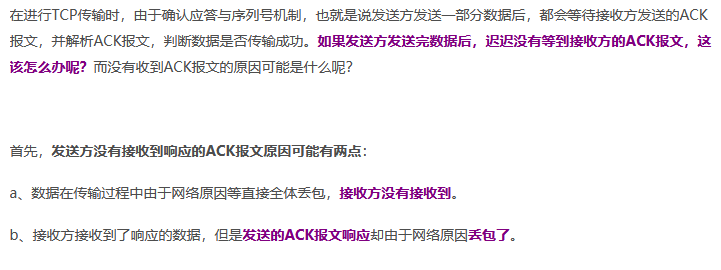 在进行TCP传输时，由于确认应答与序列号机制，也就是说发送方发送一部分数据后，都会等待接收方发送的ACK
报文，并解析ACK报文，判断数据是否传输成功。如果发送方发送完数据后，迟迟没有等到接收方的ACK报文，这
该怎么办呢？而没有收到ACK报文的原因可能是什么呢？
首先，发送方没有接收到响应的ACK报文原因可能有两点：
a、数据在传输过程中由于网络原因等直接全体丢包，接收方没有接收到。
b、接收方接收到了响应的数据，但是发送的ACK报文响应却由于网络原因丢包了。